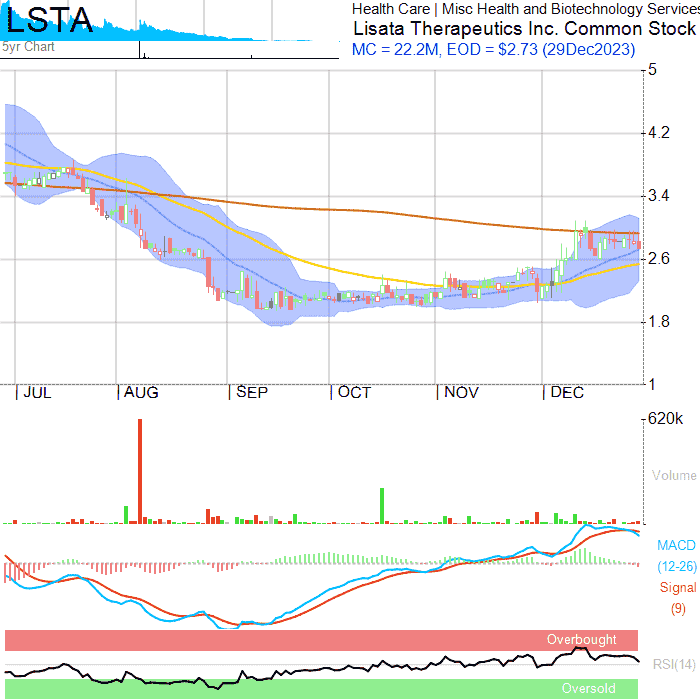 LSTA
5yr Chart
Health Care | Misc Health and Biotechnology Services
Lisata Therapeutics Inc. Common Stock
MC = 22.2M, EOD = $2.73 (29Dec2023)
5
4.2
3.4
2.6
1.8
1
JUL AUG SEP OCT NOV DEC
620k
Volume
MACD
(12-26)
Signal
(9)
Overbought
RSI(14)
Oversold